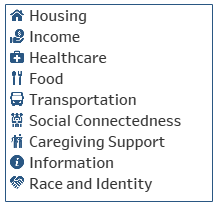 Housing
Income
Healthcare
Food
Transportation
Social Connectedness
Caregiving Support
Information
Race and Identity